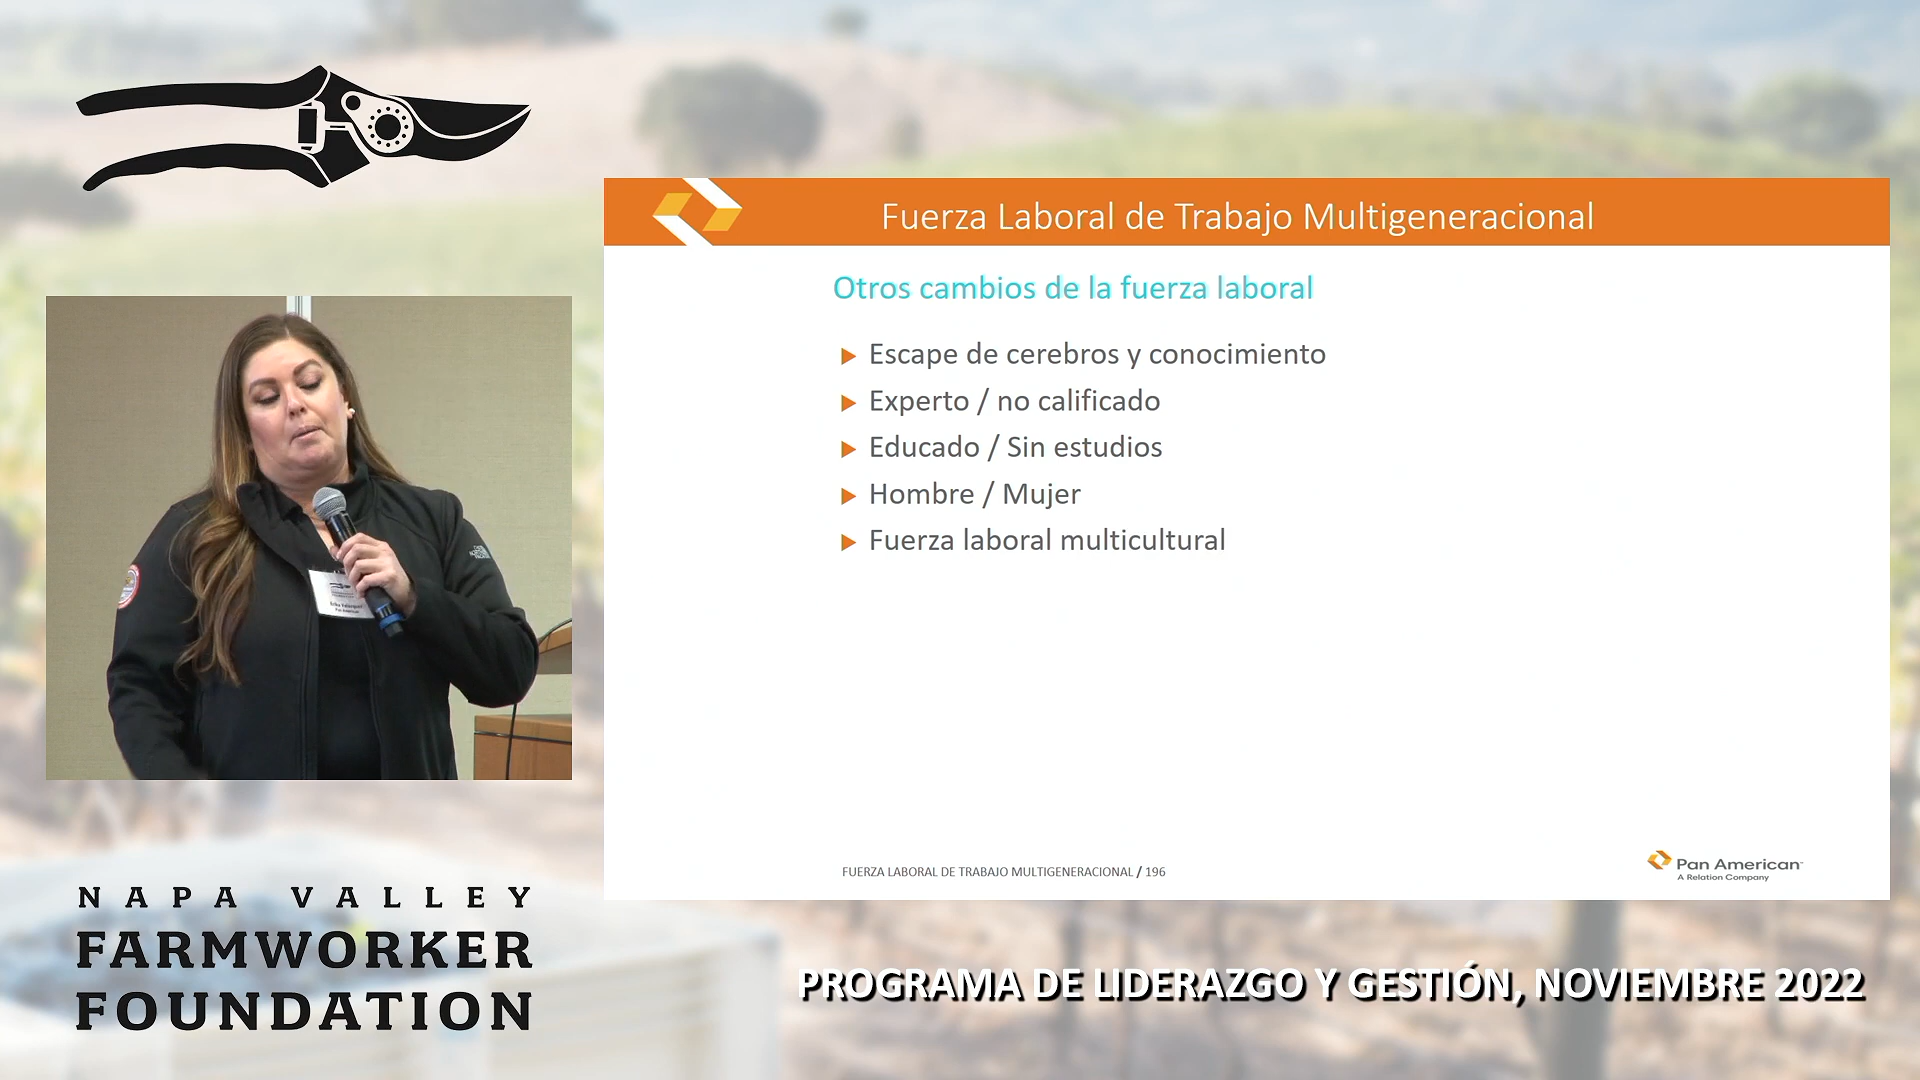 Fuerza Laboral de Trabajo Multigeneracional
Otros cambios de la fuerza laboral
Escape de cerebros y conocimiento
Experto / no calificado
Educado / Sin estudios
Hombre / Mujer
Fuerza laboral multicultural
FUERZA LABORAL DE TRABAJO MULTIGENERACIONAL / 196
Pan American
A Relation Company
NAPA VALLEY
FARMWORKER
FOUNDATION
PROGRAMA DE LIDERAZGO Y GESTIÓN, NOVIEMBRE 2022